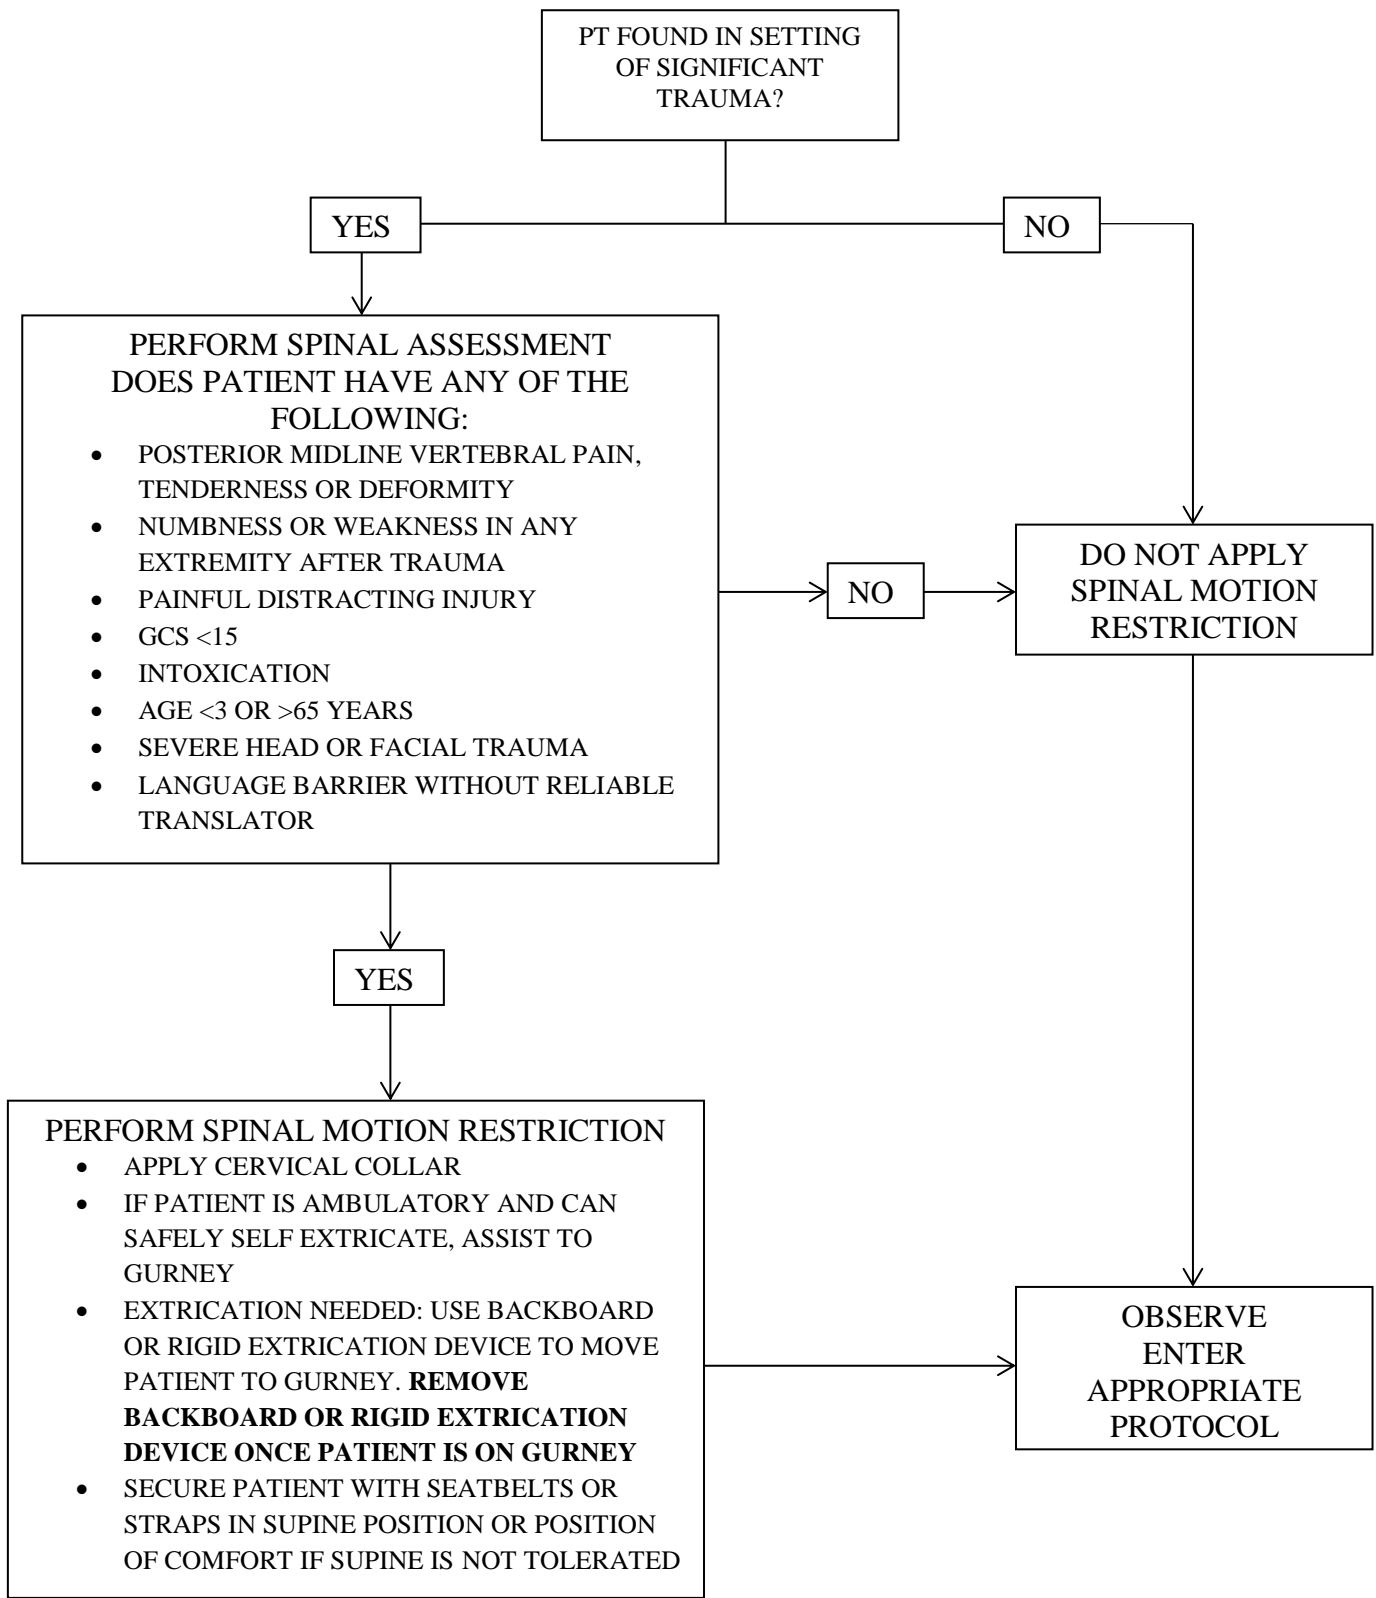 PT FOUND IN SETTING
OF SIGNIFICANT
TRAUMA?
YES
NO
PERFORM SPINAL ASSESSMENT
DOES PATIENT HAVE ANY OF THE
FOLLOWING:
• POSTERIOR MIDLINE VERTEBRAL PAIN,
TENDERNESS OR DEFORMITY
• NUMBNESS OR WEAKNESS IN ANY
EXTREMITY AFTER TRAUMA
• PAINFUL DISTRACTING INJURY
• GCS <15
• INTOXICATION
• AGE <3 OR >65 YEARS
• SEVERE HEAD OR FACIAL TRAUMA
• LANGUAGE BARRIER WITHOUT RELIABLE
TRANSLATOR
NO
DO NOT APPLY
SPINAL MOTION
RESTRICTION
YES
PERFORM SPINAL MOTION RESTRICTION
• APPLY CERVICAL COLLAR
• IF PATIENT IS AMBULATORY AND CAN
SAFELY SELF EXTRICATE, ASSIST TO
GURNEY
• EXTRICATION NEEDED: USE BACKBOARD
OR RIGID EXTRICATION DEVICE TO MOVE
PATIENT TO GURNEY. REMOVE
BACKBOARD OR RIGID EXTRICATION
DEVICE ONCE PATIENT IS ON GURNEY
• SECURE PATIENT WITH SEATBELTS OR
STRAPS IN SUPINE POSITION OR POSITION
OF COMFORT IF SUPINE IS NOT TOLERATED
OBSERVE
ENTER
APPROPRIATE
PROTOCOL